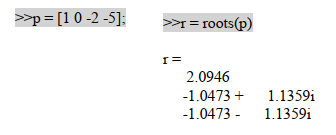 >>p = [1 0 -2 -5];
>>r = roots(p)
r =
2.0946
-1.0473 + 1.1359i
-1.0473 - 1.1359i